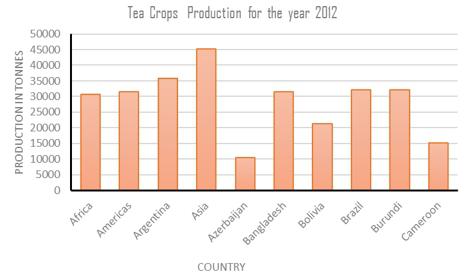 Tea Crops Production for the year 2012
PRODUCTION IN TONNES
50000
45000
40000
35000
30000
25000
20000
15000
10000
5000
0
Africa
Americas
Argentina
Asia
Azerbaijan
Bangladesh
Bolivia
Brazil
Burundi
Cameroon
COUNTRY